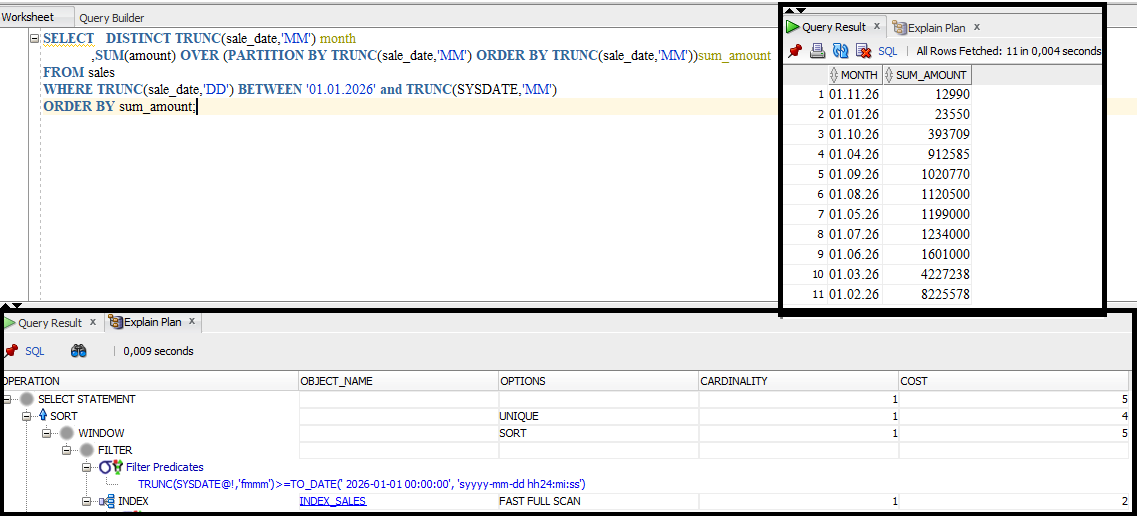 Worksheet Query Builder
SELECT DISTINCT TRUNC(sale_date,'MM') month
,SUM(amount) OVER (PARTITION BY TRUNC(sale_date,'MM') ORDER BY TRUNC(sale_date,'MM'))sum_amount
FROM sales
WHERE TRUNC(sale_date,'DD') BETWEEN '01.01.2026' and TRUNC(SYSDATE,'MM')
ORDER BY sum_amount;
Query Result x Explain Plan x
SQL | All Rows Fetched: 11 in 0,004 seconds
MONTH SUM_AMOUNT
1 01.11.26 12990
2 01.01.26 23550
3 01.10.26 393709
4 01.04.26 912585
5 01.09.26 1020770
6 01.08.26 1120500
7 01.05.26 1199000
8 01.07.26 1234000
9 01.06.26 1601000
10 01.03.26 4227238
11 01.02.26 8225578
Query Result x Explain Plan x
SQL | 0,009 seconds
OPERATION OBJECT_NAME OPTIONS CARDINALITY COST
SELECT STATEMENT 1 5
SORT UNIQUE 1 4
WINDOW SORT 1 5
FILTER
Filter Predicates
TRUNC(SYSDATE@!,'fmmm')>=TO_DATE(' 2026-01-01 00:00:00', 'syyyy-mm-dd hh24:mi:ss')
INDEX INDEX_SALES FAST FULL SCAN 1 2